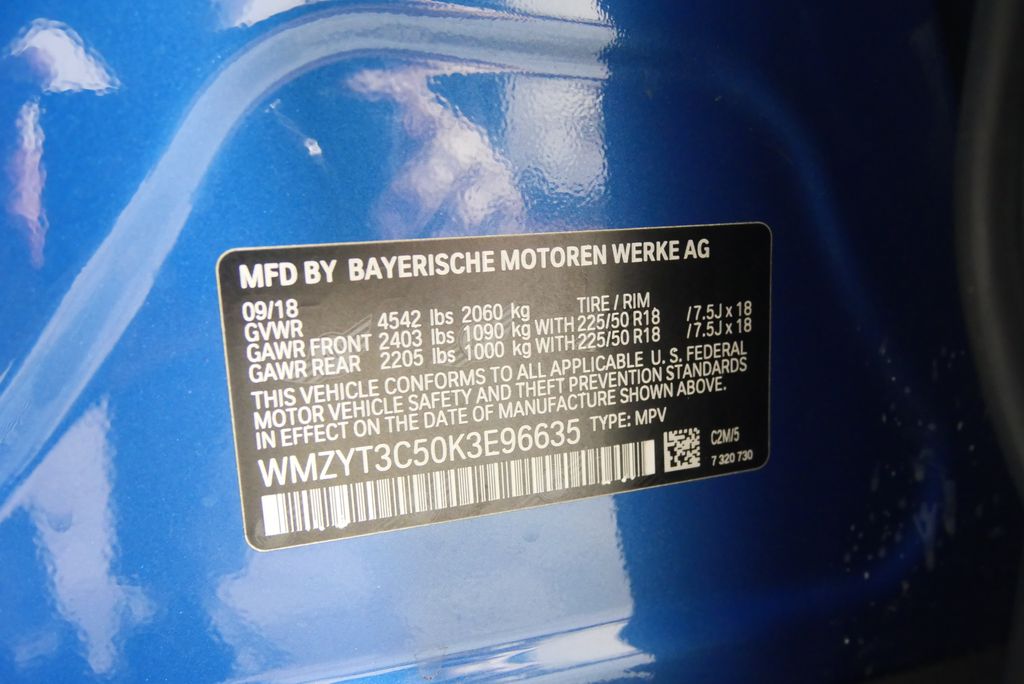 MFD BY BAYERISCHE MOTOREN WERKE AG
09/18 TIRE / RIM
GVWR 4542 lbs 2060 kg
GAWR FRONT 2403 lbs 1090 kg WITH 225/50 R18 /7.5J x 18
GAWR REAR 2205 lbs 1000 kg WITH 225/50 R18 /7.5J x 18
THIS VEHICLE CONFORMS TO ALL APPLICABLE U. S. FEDERAL
MOTOR VEHICLE SAFETY AND THEFT PREVENTION STANDARDS
IN EFFECT ON THE DATE OF MANUFACTURE SHOWN ABOVE.
WMZYT3C50K3E96635 TYPE: MPV
C2M/5
7 320 730